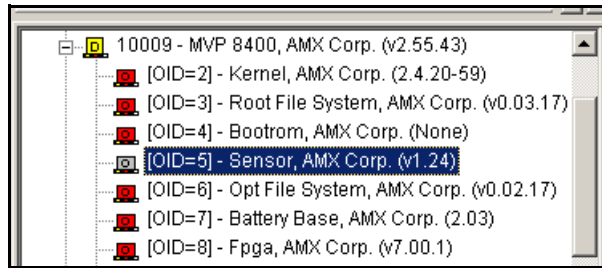 10009 - MVP 8400, AMX Corp. (v2.55.43)
[OID=2] - Kernel, AMX Corp. (2.4.20-59)
[OID=3] - Root File System, AMX Corp. (v0.03.17)
[OID=4] - Bootrom, AMX Corp. (None)
[OID=5] - Sensor, AMX Corp. (v1.24)
[OID=6] - Opt File System, AMX Corp. (v0.02.17)
[OID=7] - Battery Base, AMX Corp. (2.03)
[OID=8] - Fpga, AMX Corp. (v7.00.1)